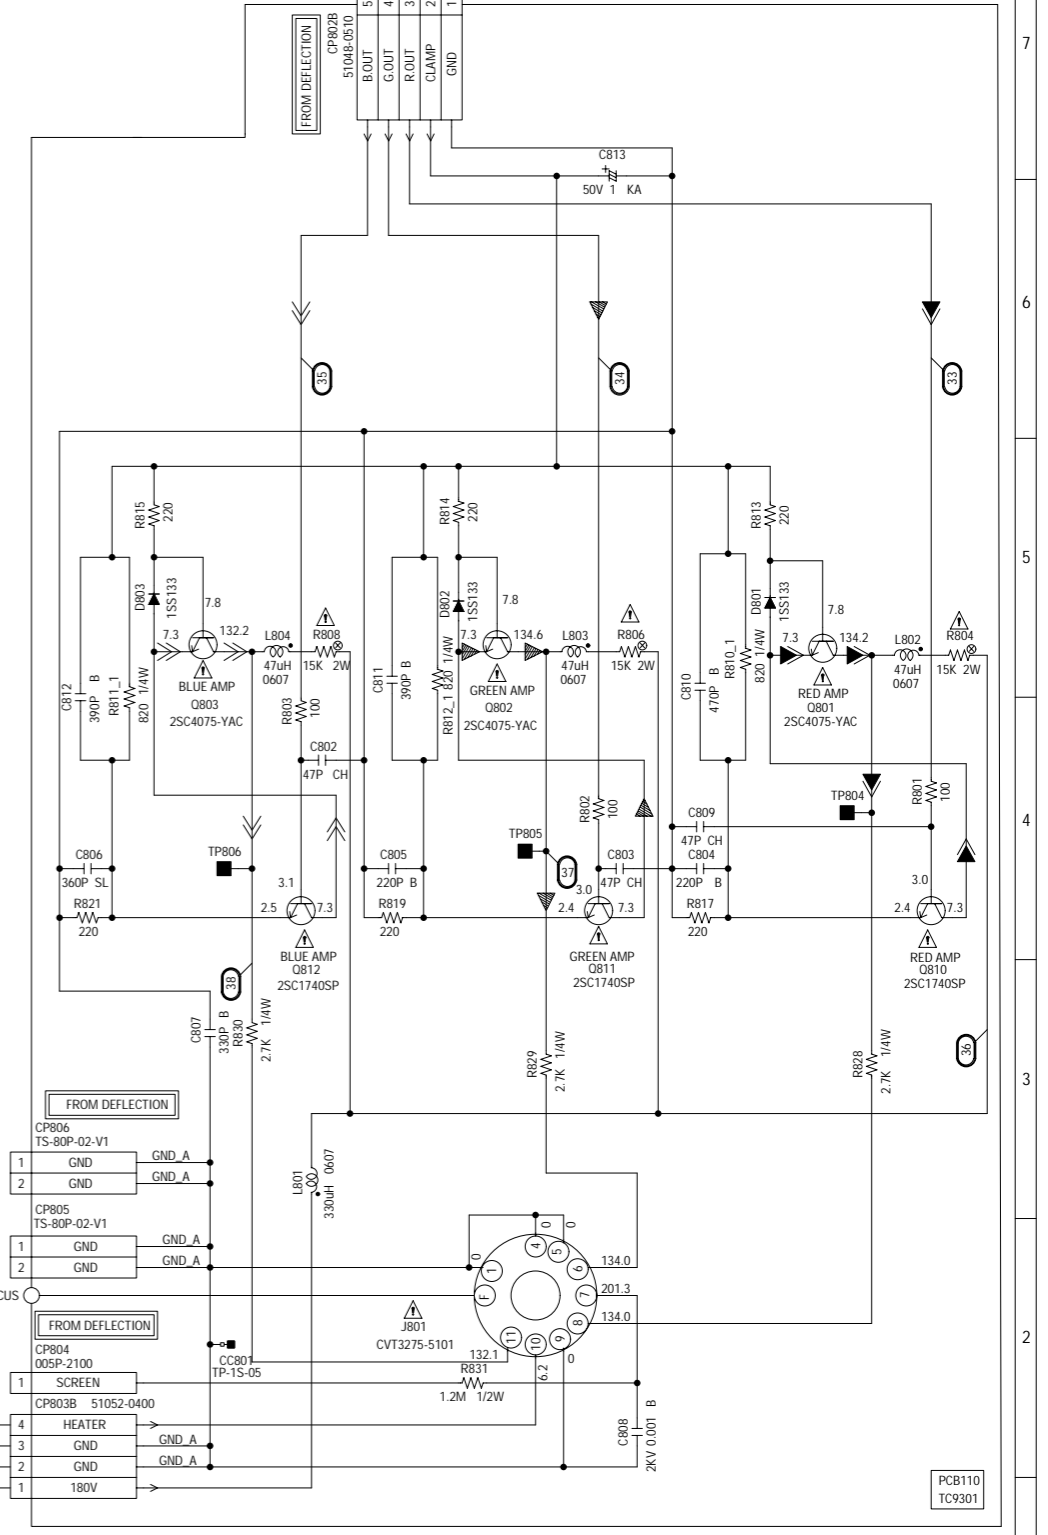 FROM DEFLECTION
CP802B
51048-0510
5
4
3
2
1
B.OUT
G.OUT
R.OUT
CLAMP
GND
7
C813
+
50V 1 KA
6
35
34
33
R815
220
R814
220
R813
220
5
D803
1SS133
7.8
D802
1SS133
7.8
D801
1SS133
7.8
7.3
132.2
L804
47uH
0607
R808
15K 2W
7.3
134.6
L803
47uH
0607
R806
15K 2W
7.3
134.2
L802
47uH
0607
R804
15K 2W
C812
390P B
R811_1
820 1/4W
BLUE AMP
Q803
2SC4075-YAC
C811
390P B
R812_1 820 1/4W
GREEN AMP
Q802
2SC4075-YAC
C810
470P B
R810_1
820 1/4W
RED AMP
Q801
2SC4075-YAC
R803
100
C802
47P CH
R802
100
R801
100
TP804
4
C809
47P CH
TP806
TP805
37
C806
360P SL
R821
220
C805
220P B
R819
220
C803
47P CH
C804
220P B
R817
220
3.1
2.5
7.3
BLUE AMP
Q812
2SC1740SP
3.0
2.4
7.3
GREEN AMP
Q811
2SC1740SP
3.0
2.4
7.3
RED AMP
Q810
2SC1740SP
38
36
C807
330P B
R830
2.7K 1/4W
R829
2.7K 1/4W
R828
2.7K 1/4W
3
FROM DEFLECTION
CP806
TS-80P-02-V1
1 GND GND_A
2 GND GND_A
L801
330uH 0607
CP805
TS-80P-02-V1
1 GND GND_A
2 GND GND_A
0
0
0
1
4
5
6
7
8
9
10
11
F
134.0
201.3
134.0
0
6.2
132.1
CUS
J801
CVT3275-5101
2
FROM DEFLECTION
CP804
005P-2100
1 SCREEN
CC801
TP-1S-05
R831
1.2M 1/2W
CP803B 51052-0400
4 HEATER
3 GND GND_A
2 GND GND_A
1 180V
C808
2KV 0.001 B
PCB110
TC9301